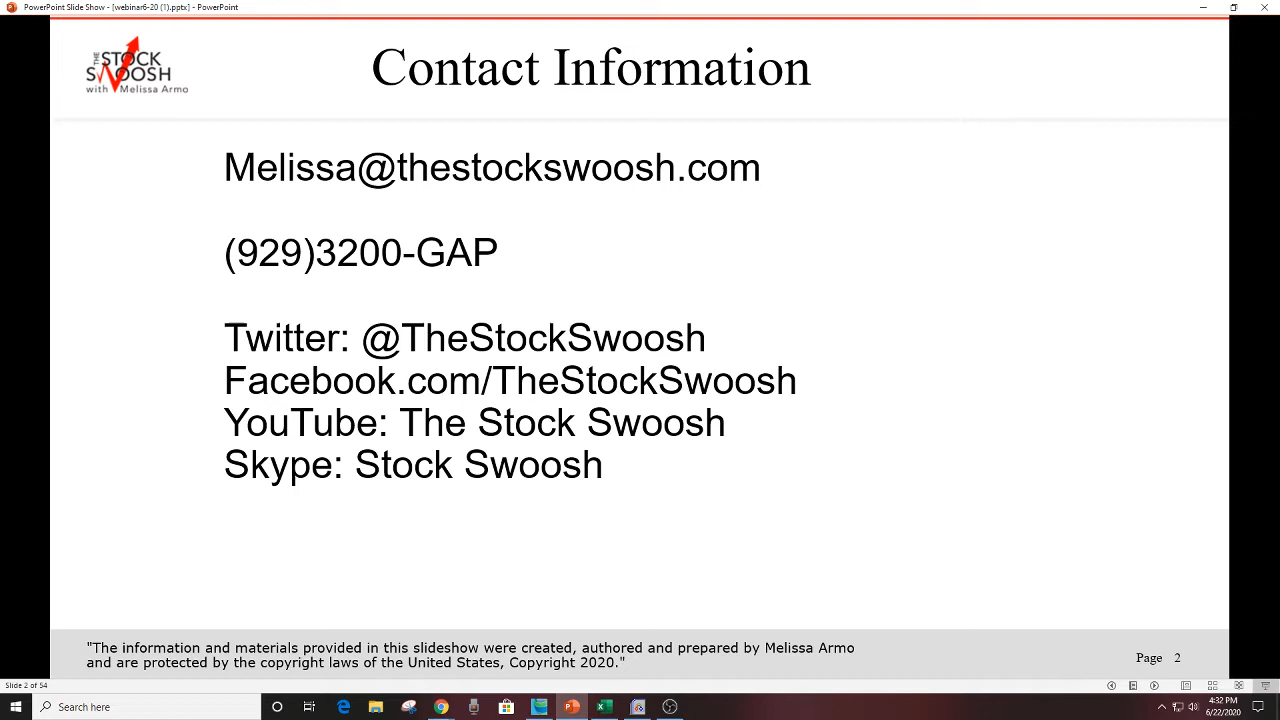 PowerPoint Slide Show - [webinar6-20 (1).pptx] - PowerPoint
THE
STOCK
SWOOSH
with Melissa Armo
Contact Information
Melissa@thestockswoosh.com
(929)3200-GAP
Twitter: @TheStockSwoosh
Facebook.com/TheStockSwoosh
YouTube: The Stock Swoosh
Skype: Stock Swoosh
"The information and materials provided in this slideshow were created, authored and prepared by Melissa Armo
and are protected by the copyright laws of the United States, Copyright 2020."
Page 2
Slide 2 of 54
Search here
4:32 PM
6/22/2020